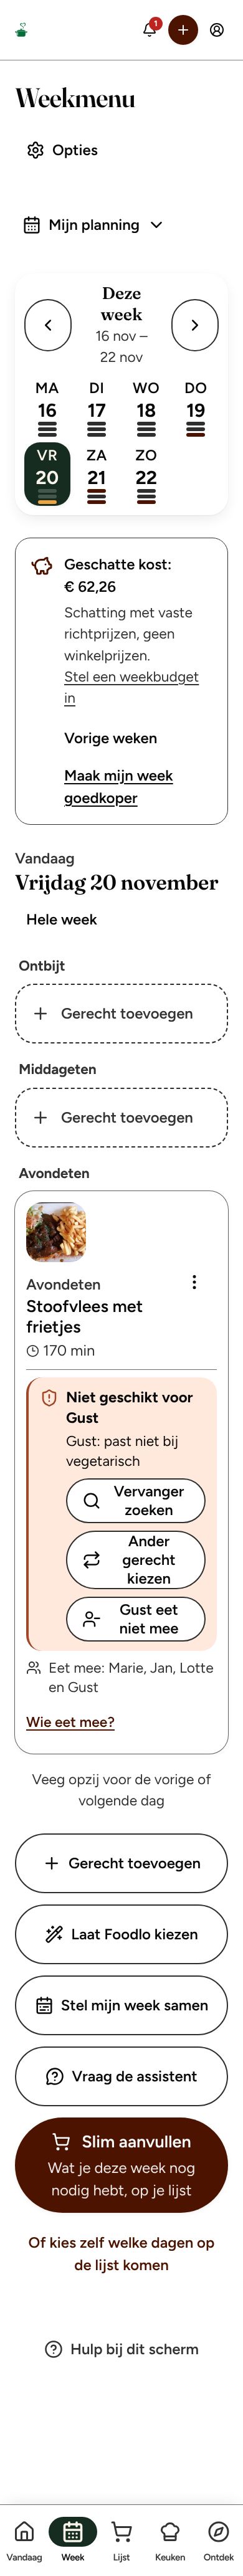 1
Weekmenu
Opties
Mijn planning
Deze
week
16 nov –
22 nov
MA
DI
WO
DO
16
17
18
19
VR
ZA
ZO
20
21
22
Geschatte kost:
€ 62,26
Schatting met vaste
richtprijzen, geen
winkelprijzen.
Stel een weekbudget
in
Vorige weken
Maak mijn week
goedkoper
Vandaag
Vrijdag 20 november
Hele week
Ontbijt
Gerecht toevoegen
Middageten
Gerecht toevoegen
Avondeten
Avondeten
Stoofvlees met
frietjes
170 min
Niet geschikt voor
Gust
Gust: past niet bij
vegetarisch
Vervanger
zoeken
Ander
gerecht
kiezen
Gust eet
niet mee
Eet mee: Marie, Jan, Lotte
en Gust
Wie eet mee?
Veeg opzij voor de vorige of
volgende dag
Gerecht toevoegen
Laat Foodlo kiezen
Stel mijn week samen
Vraag de assistent
Slim aanvullen
Wat je deze week nog
nodig hebt, op je lijst
Of kies zelf welke dagen op
de lijst komen
Hulp bij dit scherm
Vandaag
Week
Lijst
Keuken
Ontdek